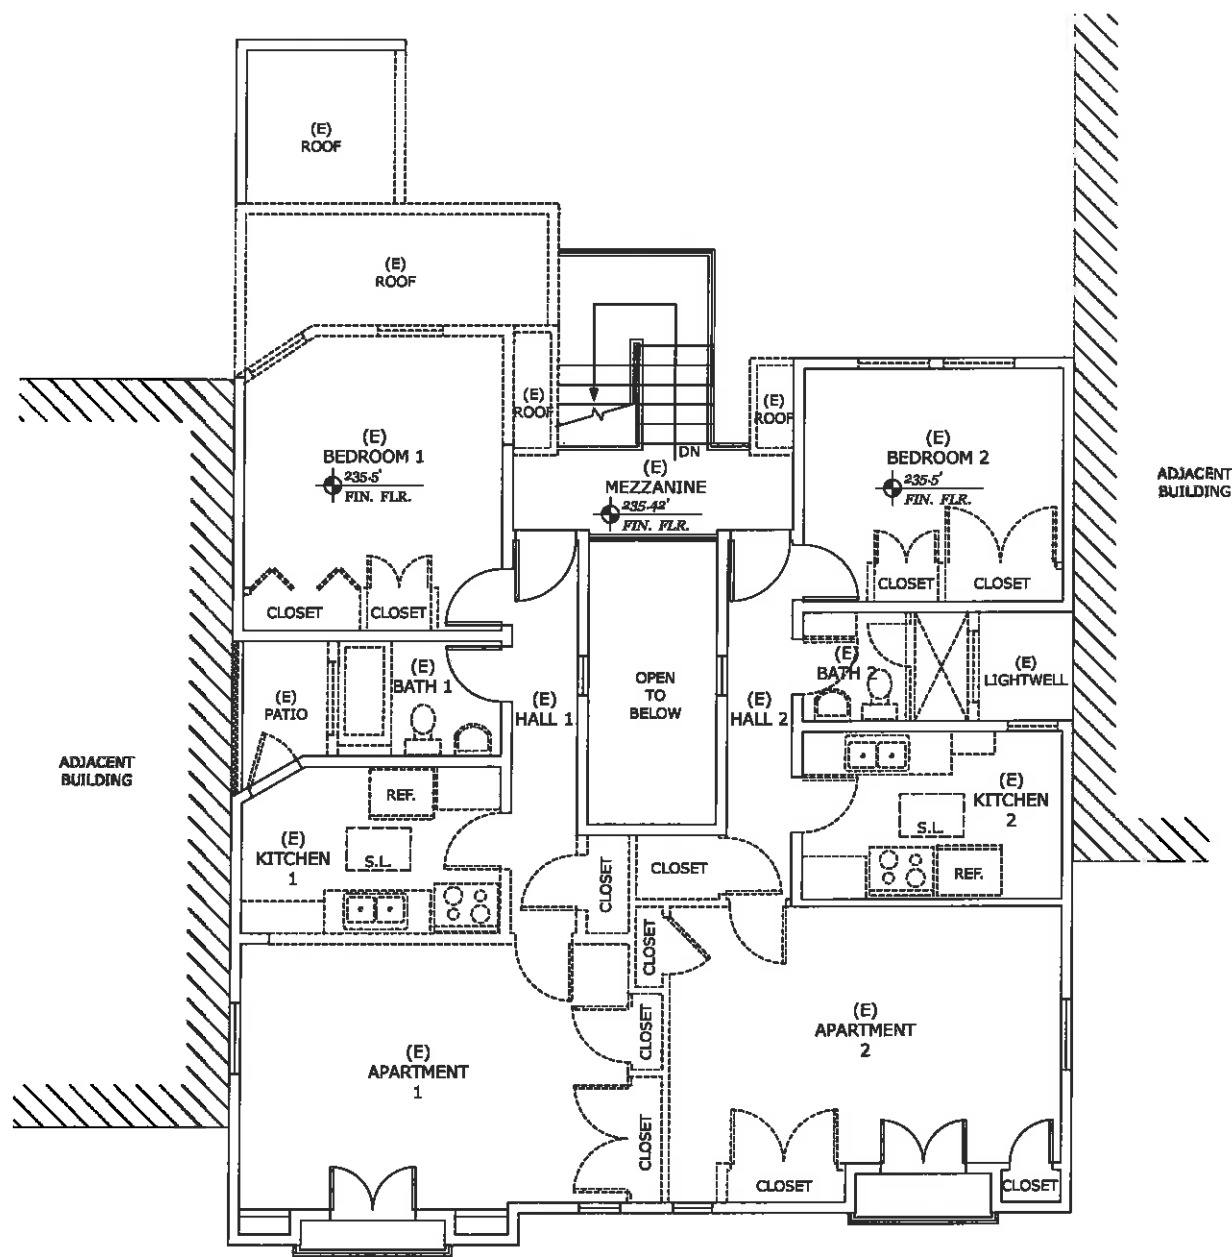 (E)
ROOF
(E)
ROOF
(E)
ROOF
(E)
ROOF
DN
(E)
BEDROOM 1
235.5'
FIN. FLR.
(E)
MEZZANINE
235.42'
FIN. FLR.
(E)
BEDROOM 2
235.5'
FIN. FLR.
ADJACENT
BUILDING
CLOSET
CLOSET
CLOSET
CLOSET
(E)
PATIO
(E)
BATH 1
(E)
HALL 1
OPEN
TO
BELOW
(E)
HALL 2
(E)
BATH 2
(E)
LIGHTWELL
ADJACENT
BUILDING
REF.
(E)
KITCHEN
1
S.L.
(E)
KITCHEN
2
S.L.
REF.
CLOSET
CLOSET
CLOSET
CLOSET
CLOSET
(E)
APARTMENT
1
(E)
APARTMENT
2
CLOSET
CLOSET